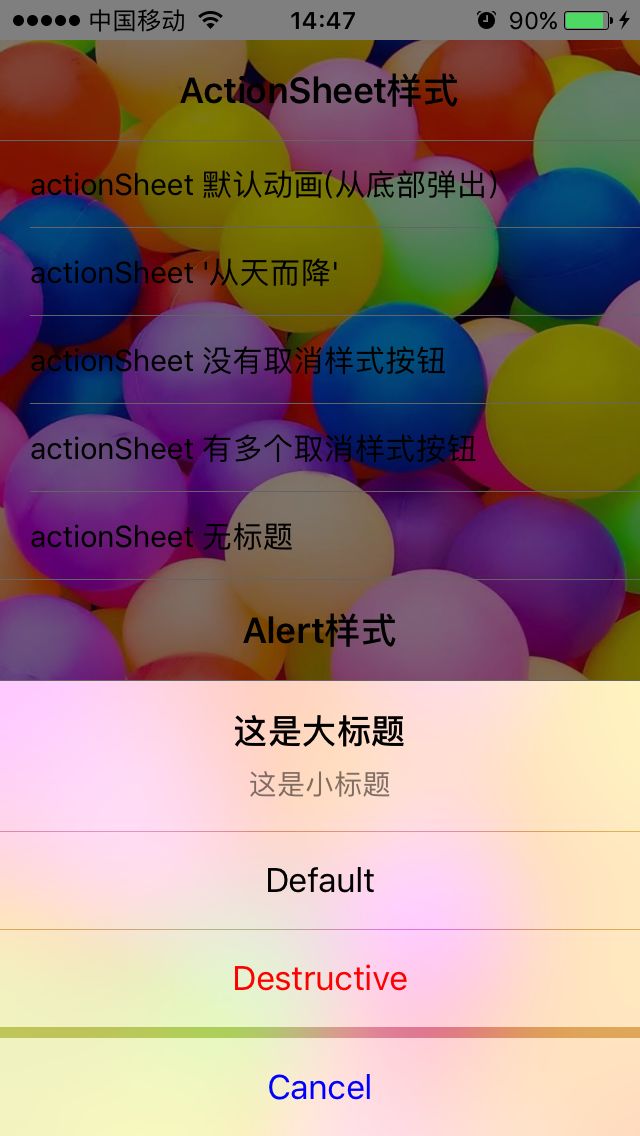 中国移动 14:47 90%
ActionSheet样式
actionSheet 默认动画(从底部弹出)
actionSheet '从天而降'
actionSheet 没有取消样式按钮
actionSheet 有多个取消样式按钮
actionSheet 无标题
Alert样式
这是大标题
这是小标题
Default
Destructive
Cancel